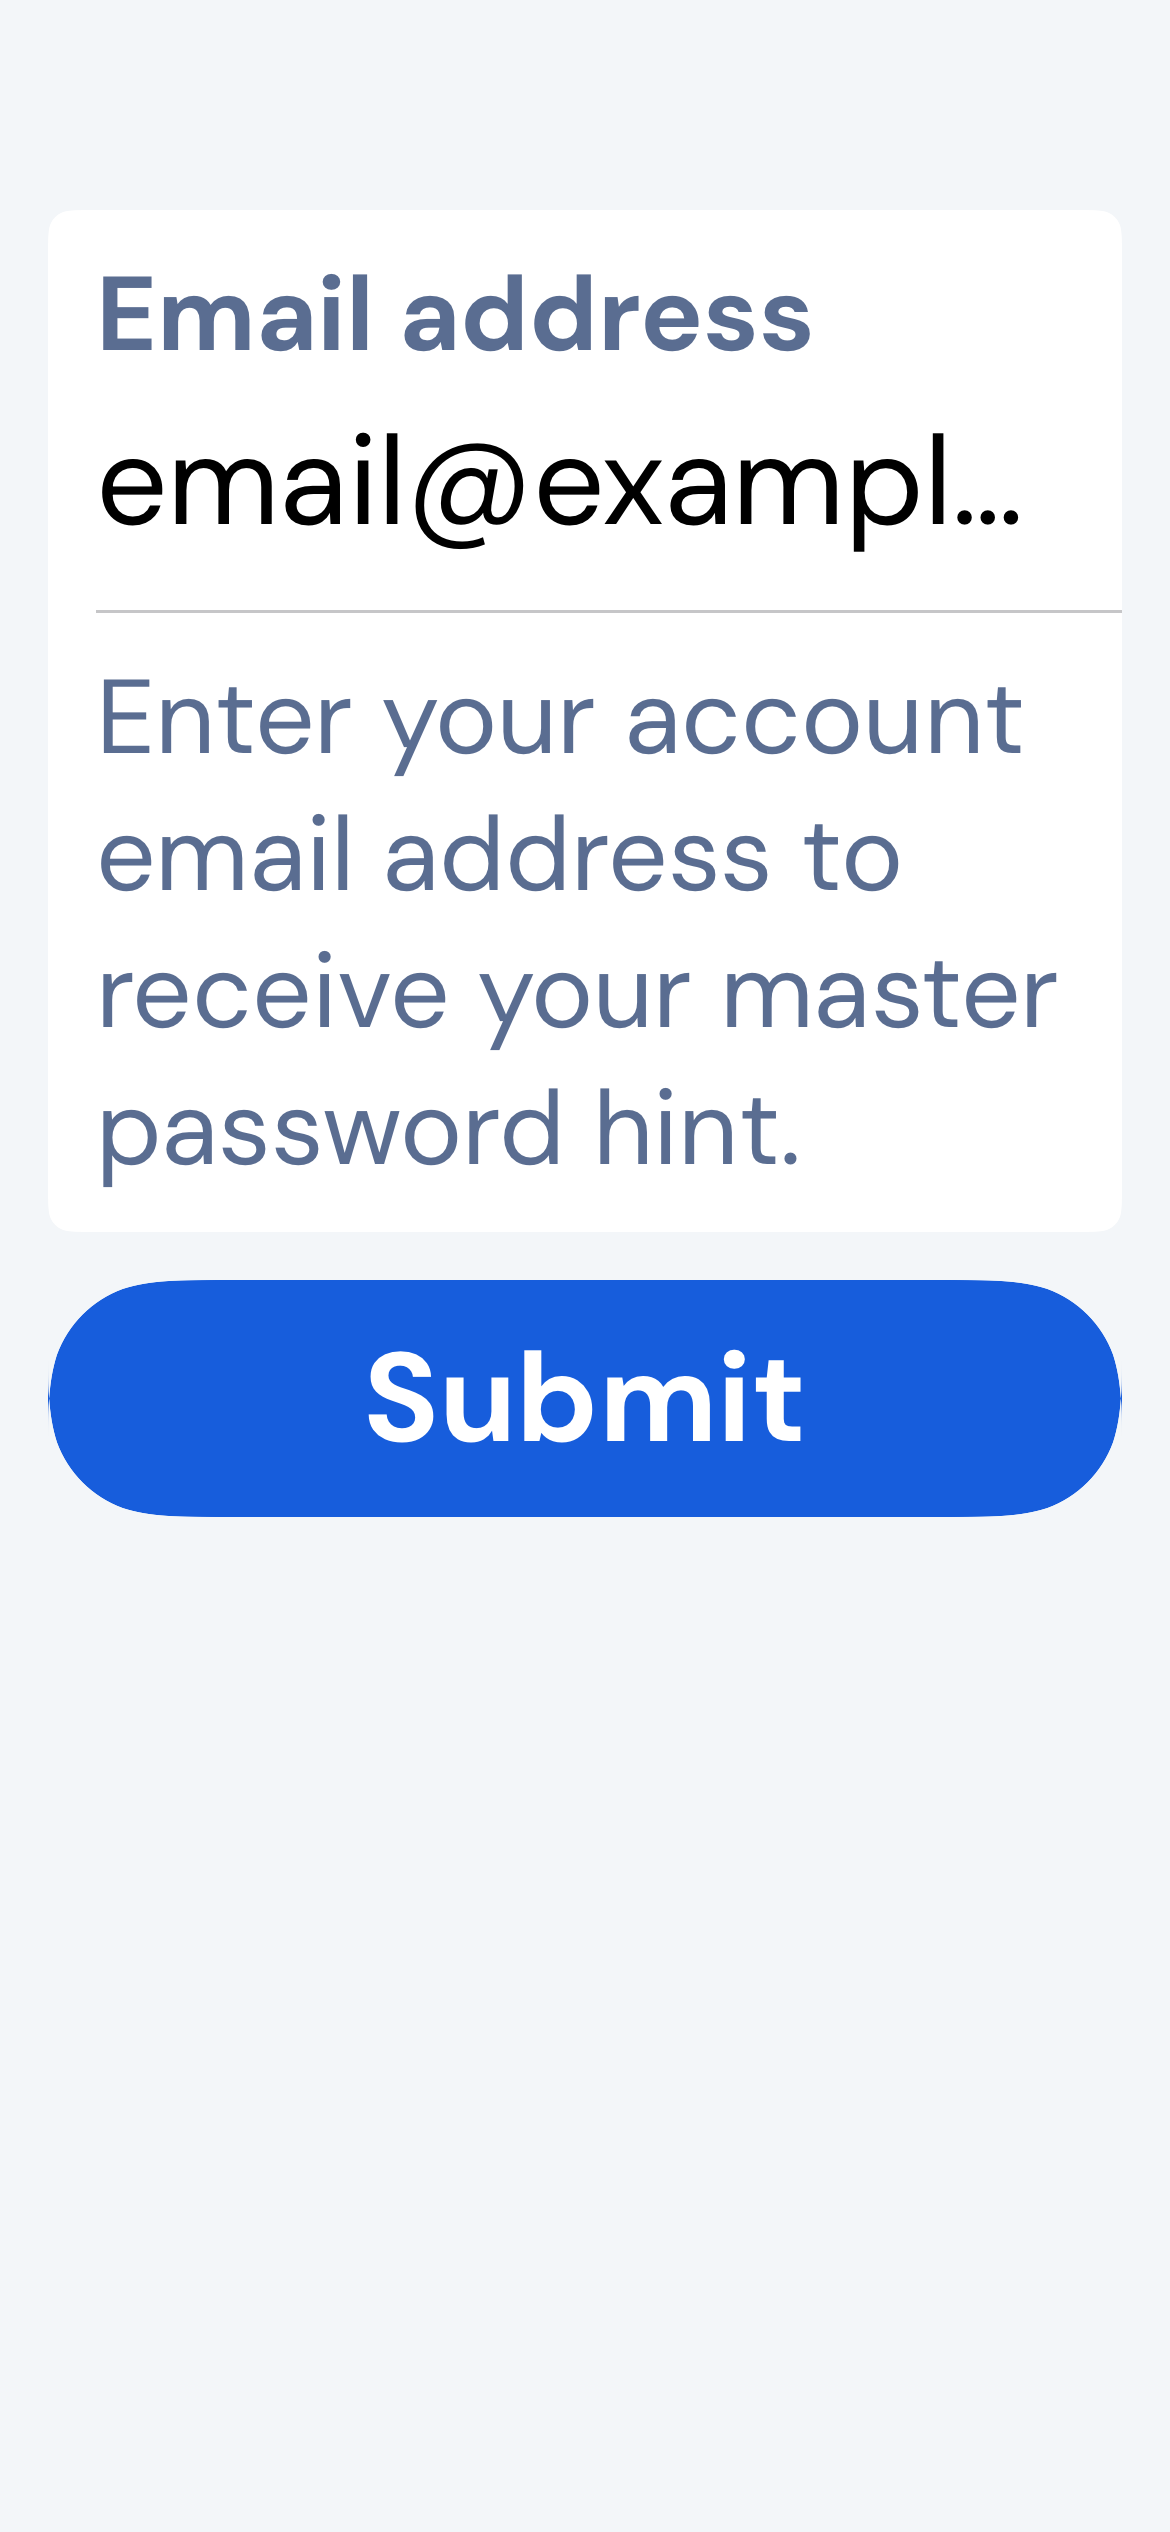 Email address
email@exampl...
Enter your account
email address to
receive your master
password hint.
Submit